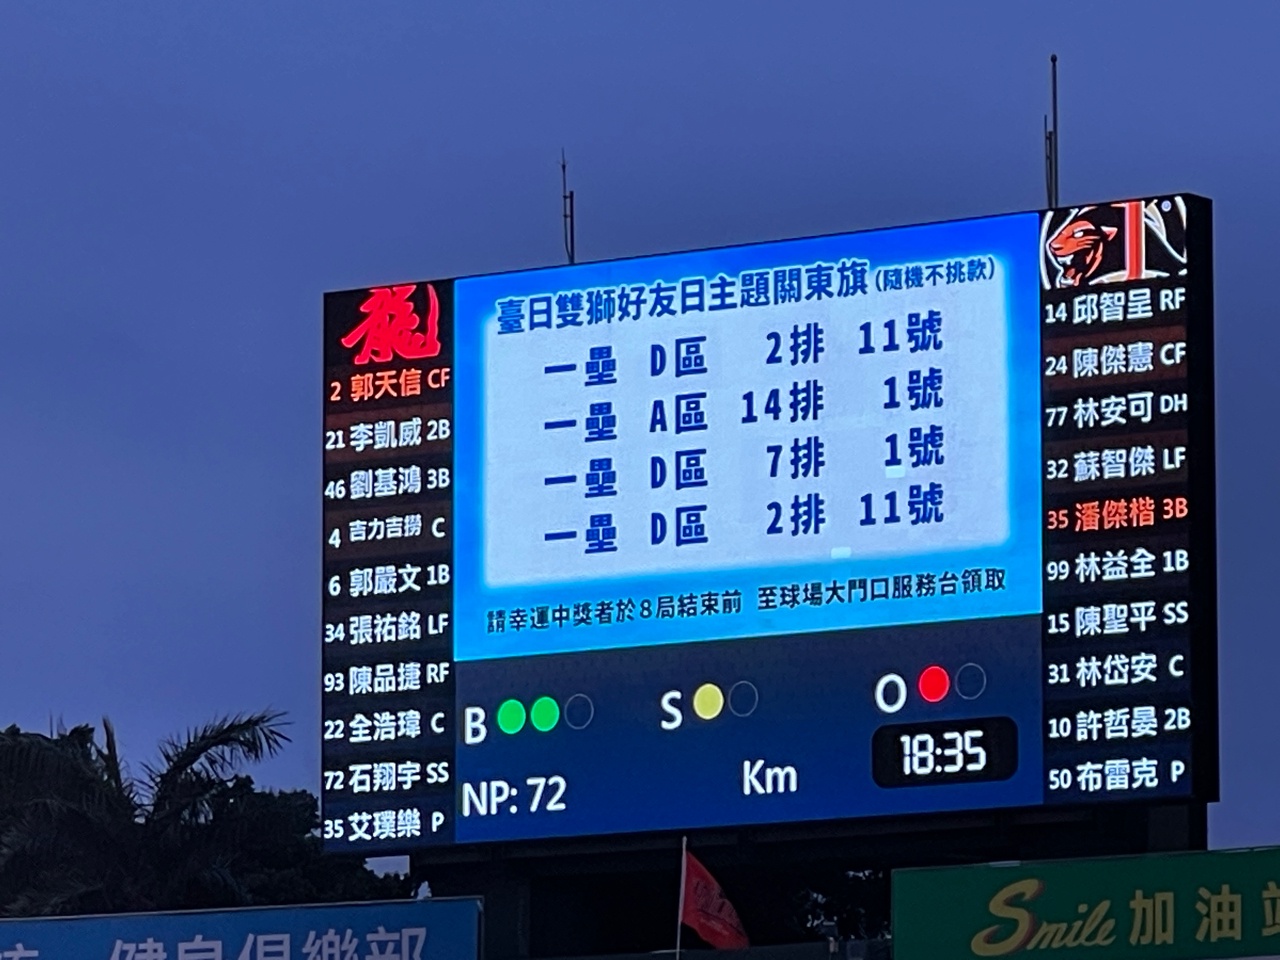 龍
2 郭天信 CF
21 李凱威 2B
46 劉基鴻 3B
4 吉力吉撈 C
6 郭嚴文 1B
34 張祐銘 LF
93 陳品捷 RF
22 全浩瑋 C
72 石翔宇 SS
35 艾璞樂 P
臺日雙獅好友日主題關東旗(隨機不挑款)
一壘 D區 2排 11號
一壘 A區 14排 1號
一壘 D區 7排 1號
一壘 D區 2排 11號
請幸運中獎者於8局結束前 至球場大門口服務台領取
B S O
18:35
NP: 72 Km
14 邱智呈 RF
24 陳傑憲 CF
77 林安可 DH
32 蘇智傑 LF
35 潘傑楷 3B
99 林益全 1B
15 陳聖平 SS
31 林岱安 C
10 許哲晏 2B
50 布雷克 P
健身俱樂部
Smile 加油站